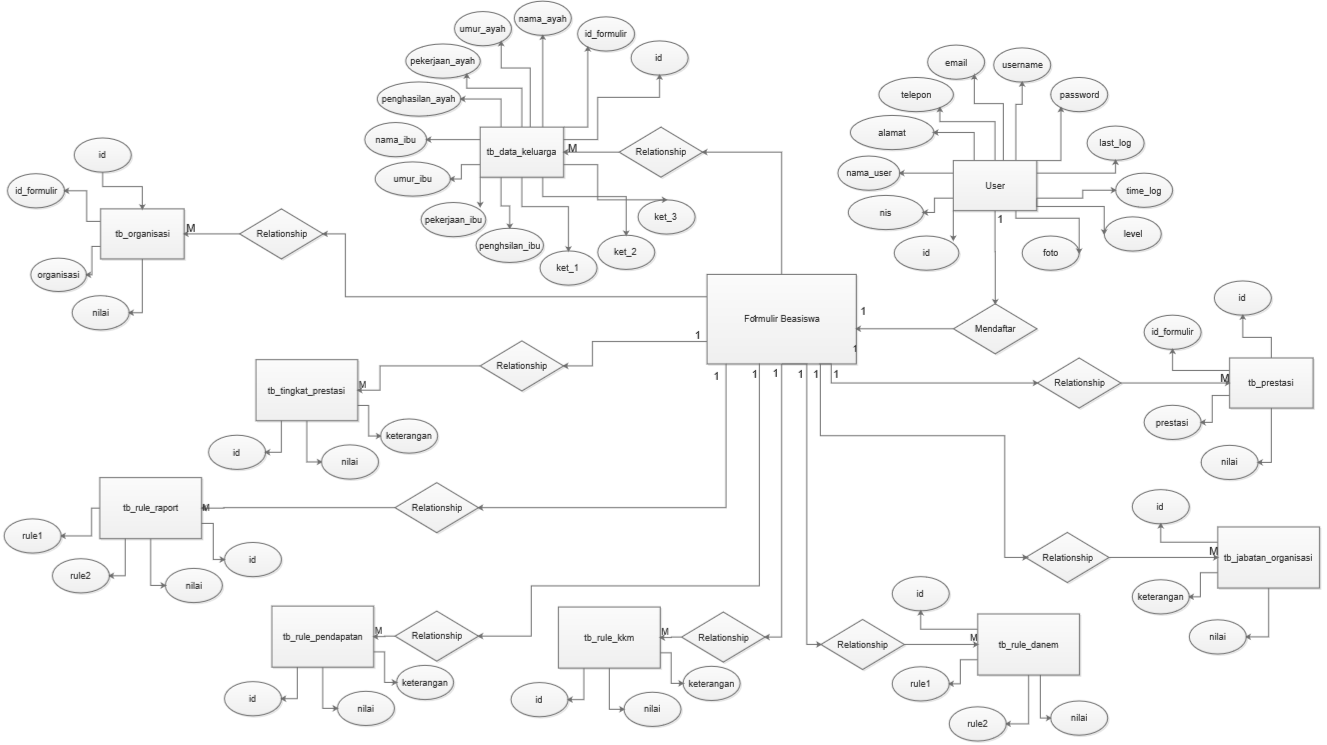 nama_ayah
umur_ayah
id_formulir
pekerjaan_ayah
id
penghasilan_ayah
nama_ibu
tb_data_keluarga
M
Relationship
umur_ibu
pekerjaan_ibu
penghsilan_ibu
ket_1
ket_2
ket_3
email
username
telepon
password
alamat
last_log
nama_user
User
time_log
nis
1
level
id
foto
id
id_formulir
tb_organisasi
M
Relationship
organisasi
nilai
Formulir Beasiswa
1
Mendaftar
1
1
1
1
1
1
1
1
1
id
id_formulir
Relationship
M
tb_prestasi
prestasi
nilai
Relationship
M
tb_tingkat_prestasi
keterangan
id
nilai
tb_rule_raport
M
Relationship
rule1
rule2
nilai
id
id
Relationship
M
tb_jabatan_organisasi
keterangan
nilai
tb_rule_pendapatan
M
Relationship
id
nilai
keterangan
tb_rule_kkm
M
Relationship
id
nilai
keterangan
id
Relationship
M
tb_rule_danem
rule1
rule2
nilai